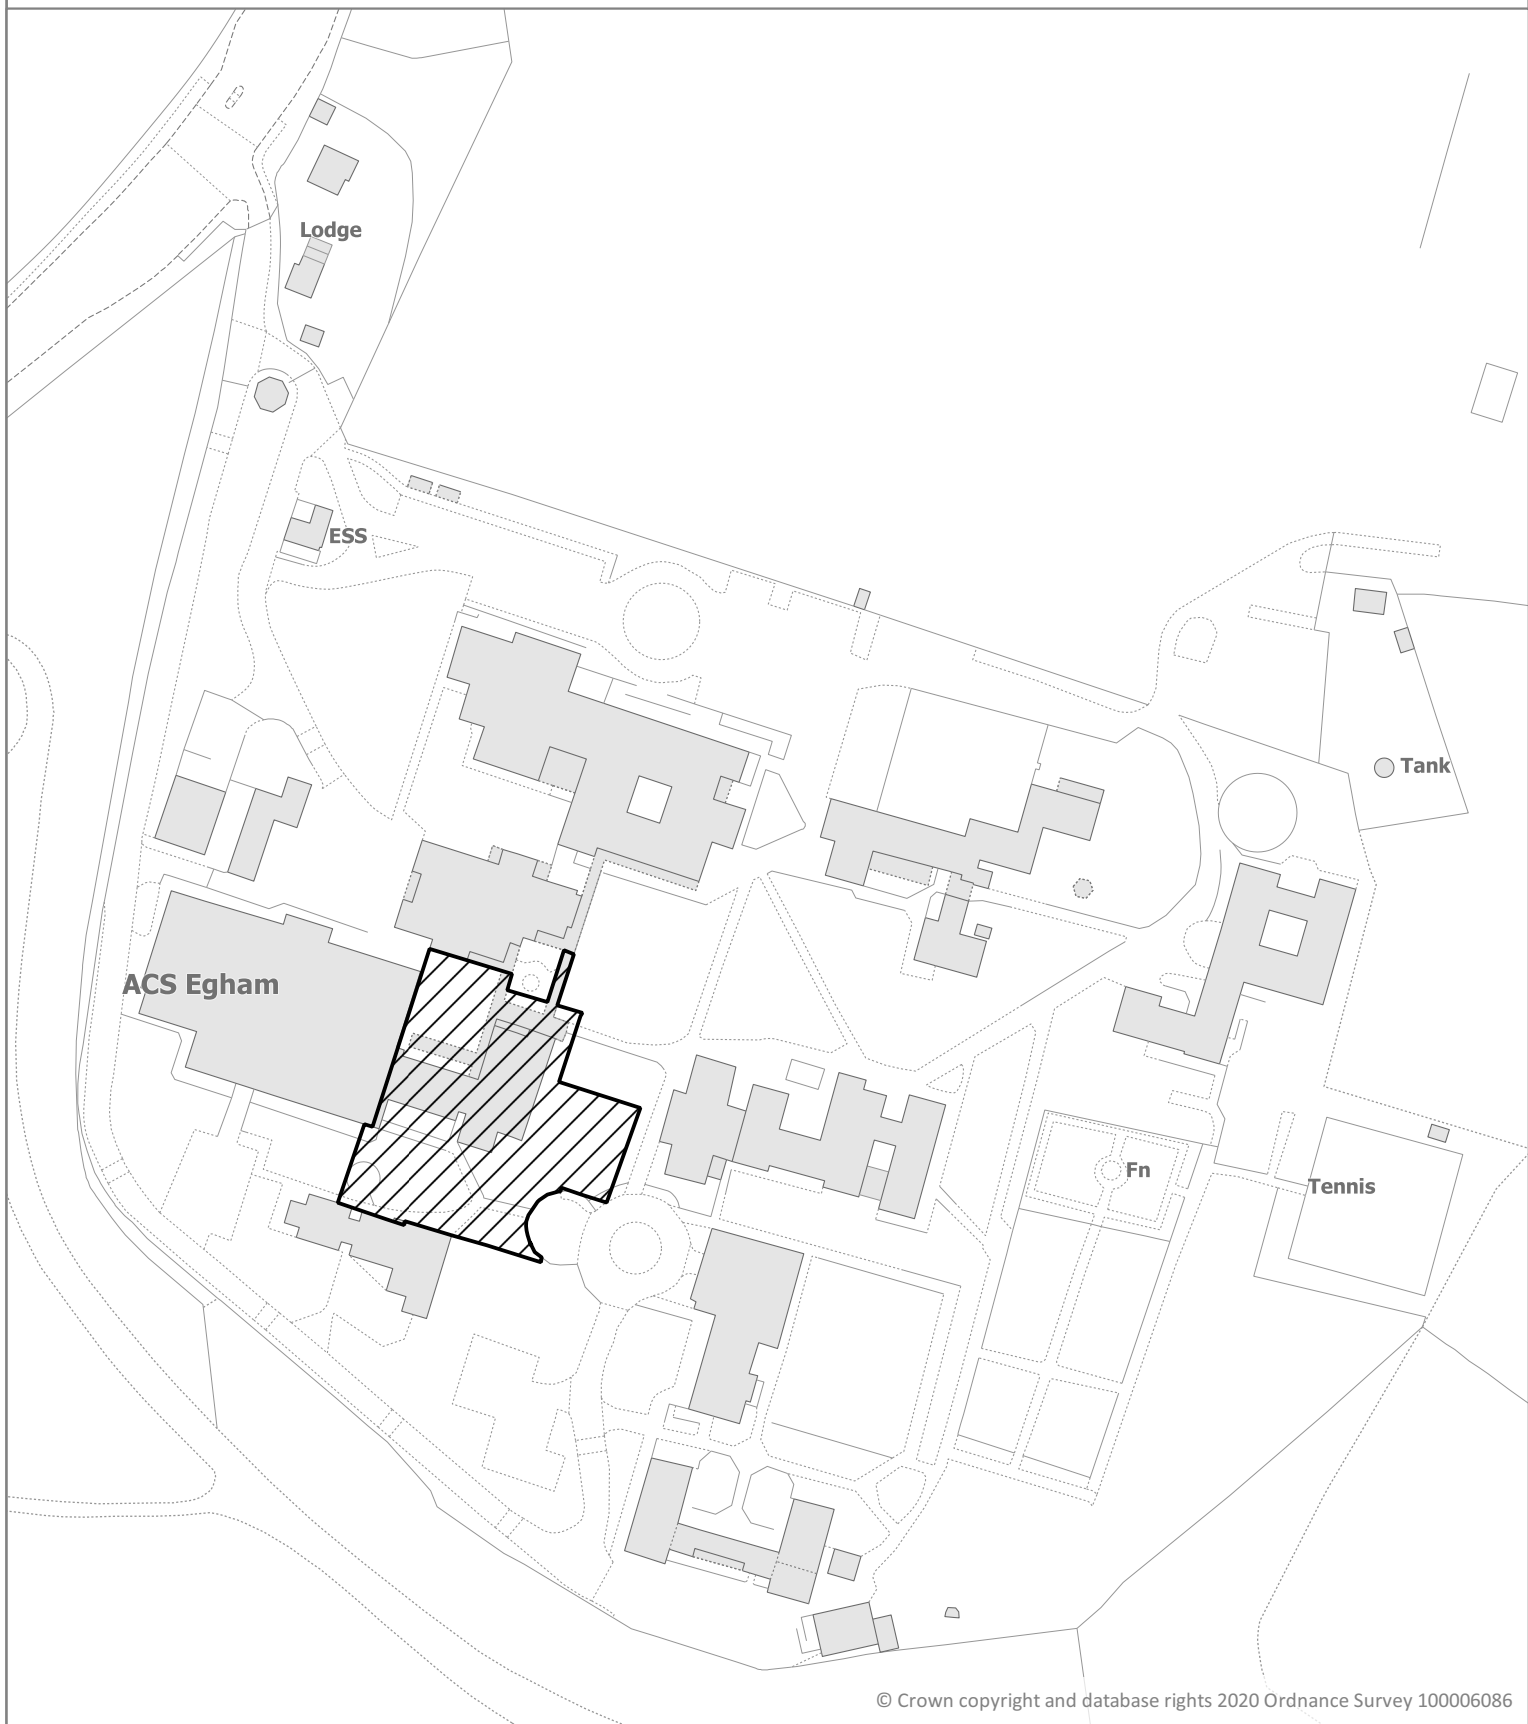 Lodge
ESS
Tank
ACS Egham
Fn
Tennis
© Crown copyright and database rights 2020 Ordnance Survey 100006086